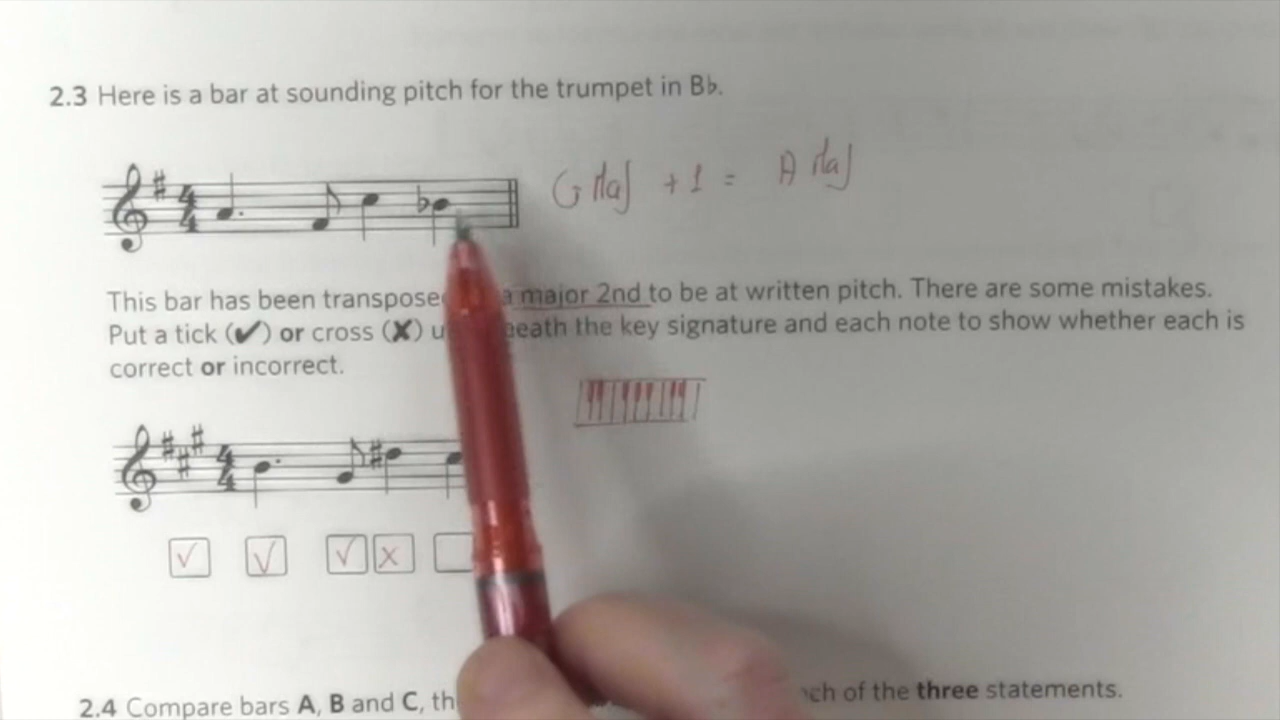 2.3 Here is a bar at sounding pitch for the trumpet in B♭.
G Maj + 1 = A Maj
This bar has been transpose a major 2nd to be at written pitch. There are some mistakes.
Put a tick (✔) or cross (✘) u beneath the key signature and each note to show whether each is
correct or incorrect.
2.4 Compare bars A, B and C, th ach of the three statements.